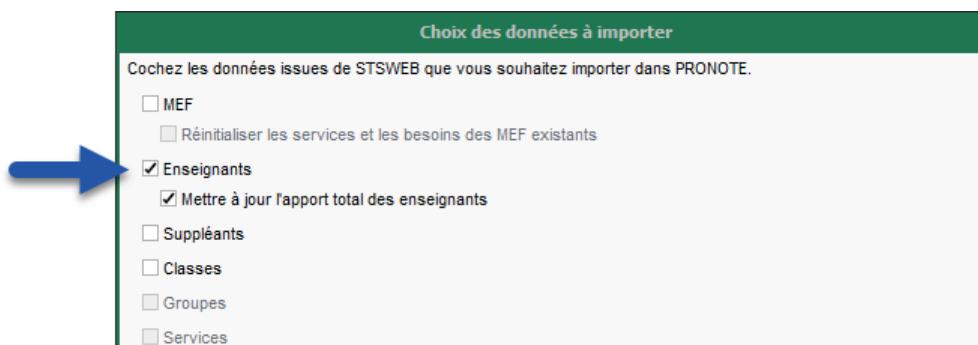 Choix des données à importer
Cochez les données issues de STSWEB que vous souhaitez importer dans PRONOTE.
MEF
Réinitialiser les services et les besoins des MEF existants
Enseignants
Mettre à jour l'apport total des enseignants
Suppléants
Classes
Groupes
Services